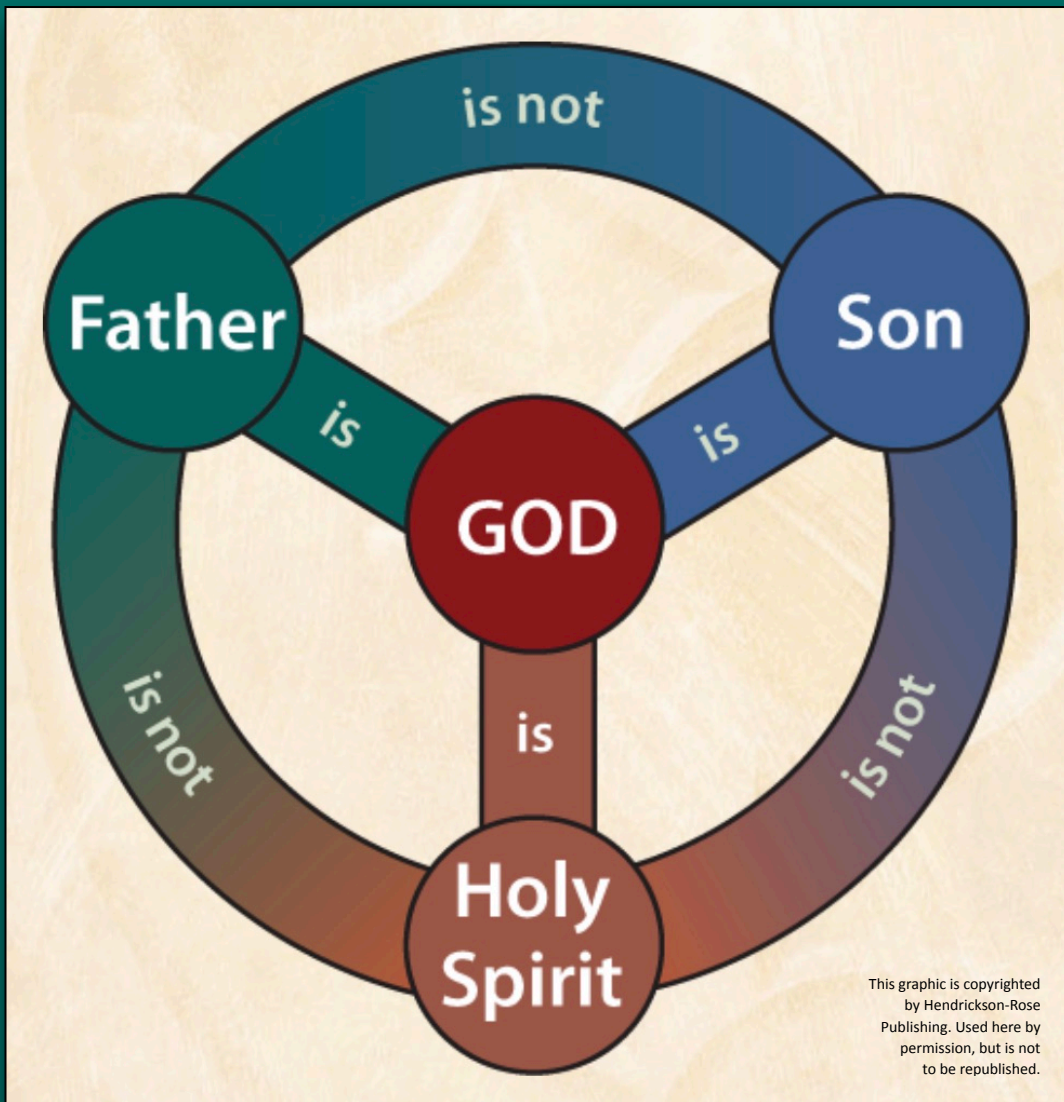 is not
Father
Son
is
is
GOD
is not
is
is not
Holy
Spirit
This graphic is copyrighted
by Hendrickson-Rose
Publishing. Used here by
permission, but is not
to be republished.